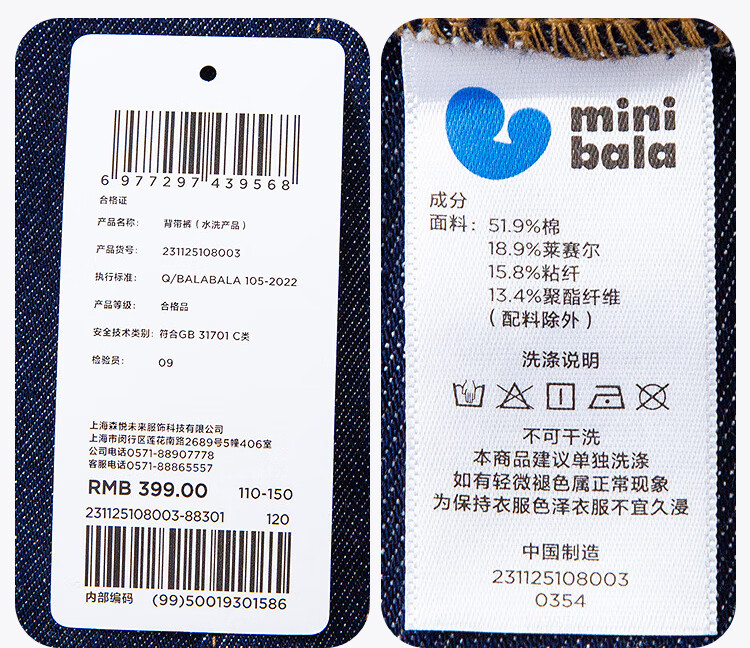 6 977297 439568
合格证
产品名称: 背带裤 (水洗产品)
产品货号: 231125108003
执行标准: Q/BALABALA 105-2022
产品等级: 合格品
安全技术类别: 符合GB 31701 C类
检验员: 09
上海森悦未来服饰科技有限公司
上海市闵行区莲花南路2689号5幢406室
公司电话0571-88907778
客服电话0571-88865557
RMB 399.00 110-150
231125108003-88301 120
内部编码 (99)50019301586
mini
bala
成分
面料: 51.9%棉
18.9%莱赛尔
15.8%粘纤
13.4%聚酯纤维
(配料除外)
洗涤说明
不可干洗
本商品建议单独洗涤
如有轻微褪色属正常现象
为保持衣服色泽衣服不宜久浸
中国制造
231125108003
0354